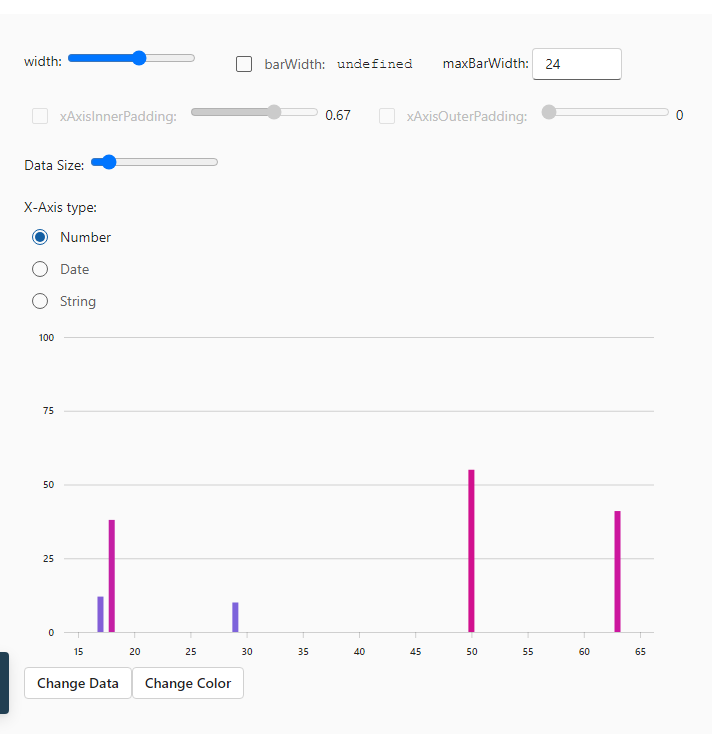 width: barWidth: undefined maxBarWidth: 24
xAxisInnerPadding: 0.67 xAxisOuterPadding: 0
Data Size:
X-Axis type:
Number
Date
String
100
75
50
25
0
15 20 25 30 35 40 45 50 55 60 65
Change Data Change Color